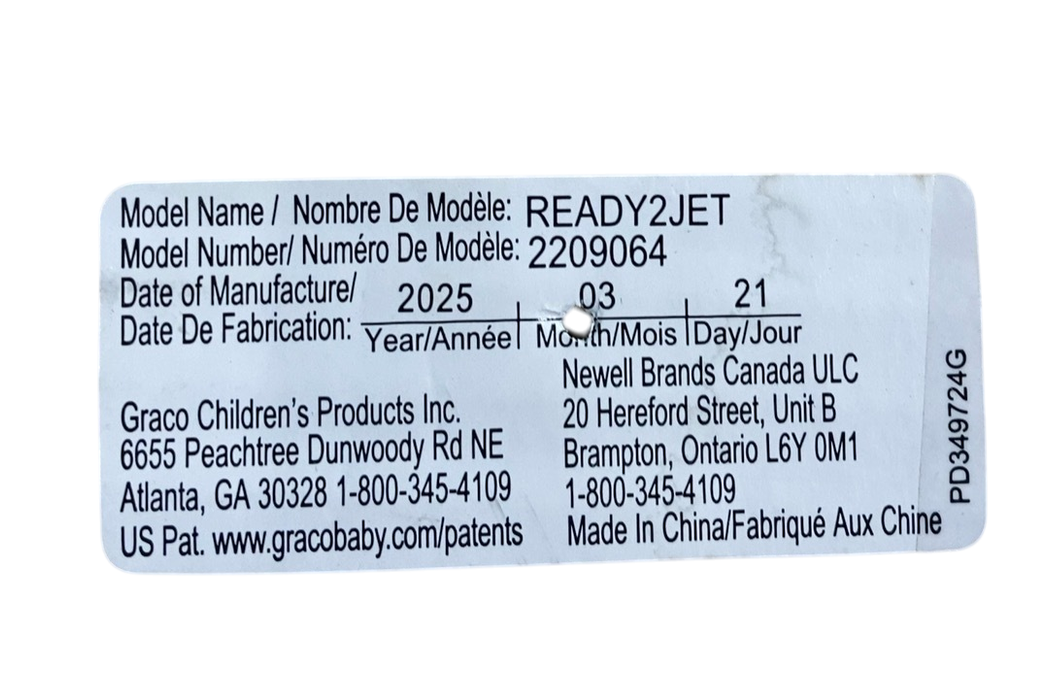 Model Name / Nombre De Modèle: READY2JET
Model Number/ Numéro De Modèle: 2209064
Date of Manufacture/
Date De Fabrication:
2025 03 21
Year/Année Month/Mois Day/Jour
Graco Children's Products Inc.
6655 Peachtree Dunwoody Rd NE
Atlanta, GA 30328 1-800-345-4109
US Pat. www.gracobaby.com/patents
Newell Brands Canada ULC
20 Hereford Street, Unit B
Brampton, Ontario L6Y 0M1
1-800-345-4109
Made In China/Fabriqué Aux Chine
PD349724G